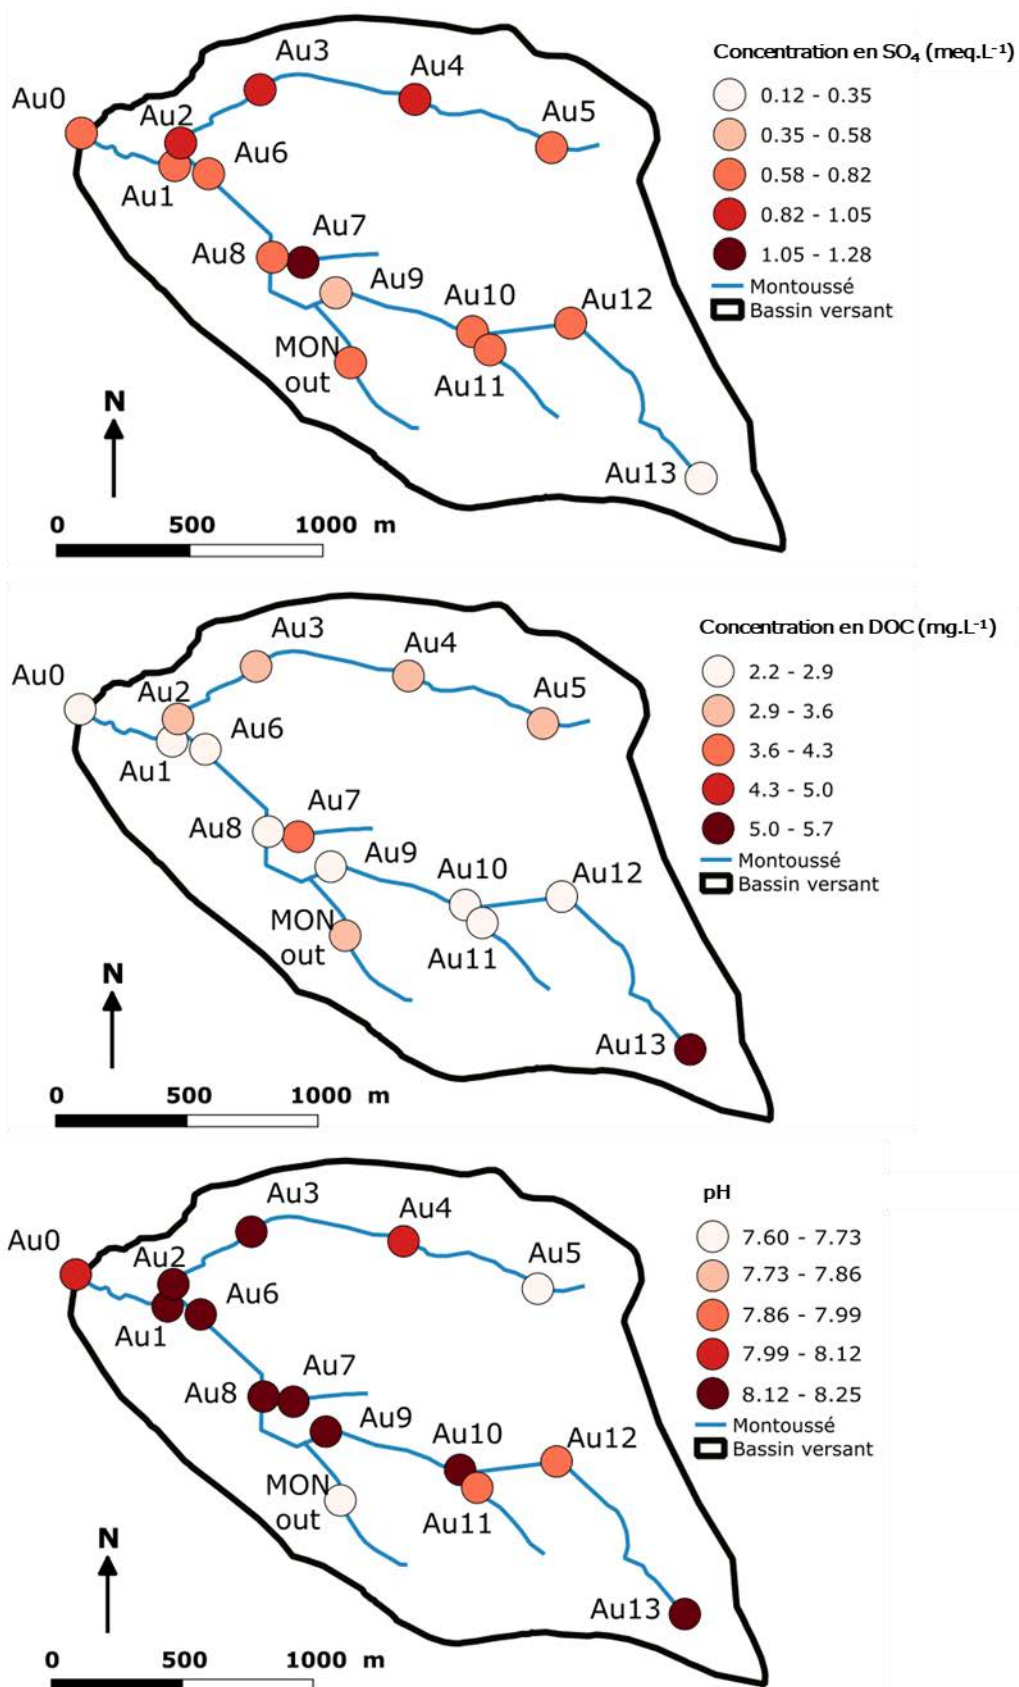 Concentration en SO₄ (meq.L⁻¹)
Au3
Au4
Au0
Au2
Au5
Au6
Au1
Au7
Au8
Au9
Au10
Au12
MON
out
Au11
Au13
0.12 - 0.35
0.35 - 0.58
0.58 - 0.82
0.82 - 1.05
1.05 - 1.28
Montoussé
Bassin versant
N
0 500 1000 m
Concentration en DOC (mg.L⁻¹)
Au3
Au4
Au0
Au2
Au5
Au6
Au1
Au7
Au8
Au9
Au10
Au12
MON
out
Au11
Au13
2.2 - 2.9
2.9 - 3.6
3.6 - 4.3
4.3 - 5.0
5.0 - 5.7
Montoussé
Bassin versant
N
0 500 1000 m
pH
Au3
Au4
Au0
Au2
Au5
Au6
Au1
Au7
Au8
Au9
Au10
Au12
MON
out
Au11
Au13
7.60 - 7.73
7.73 - 7.86
7.86 - 7.99
7.99 - 8.12
8.12 - 8.25
Montoussé
Bassin versant
N
0 500 1000 m